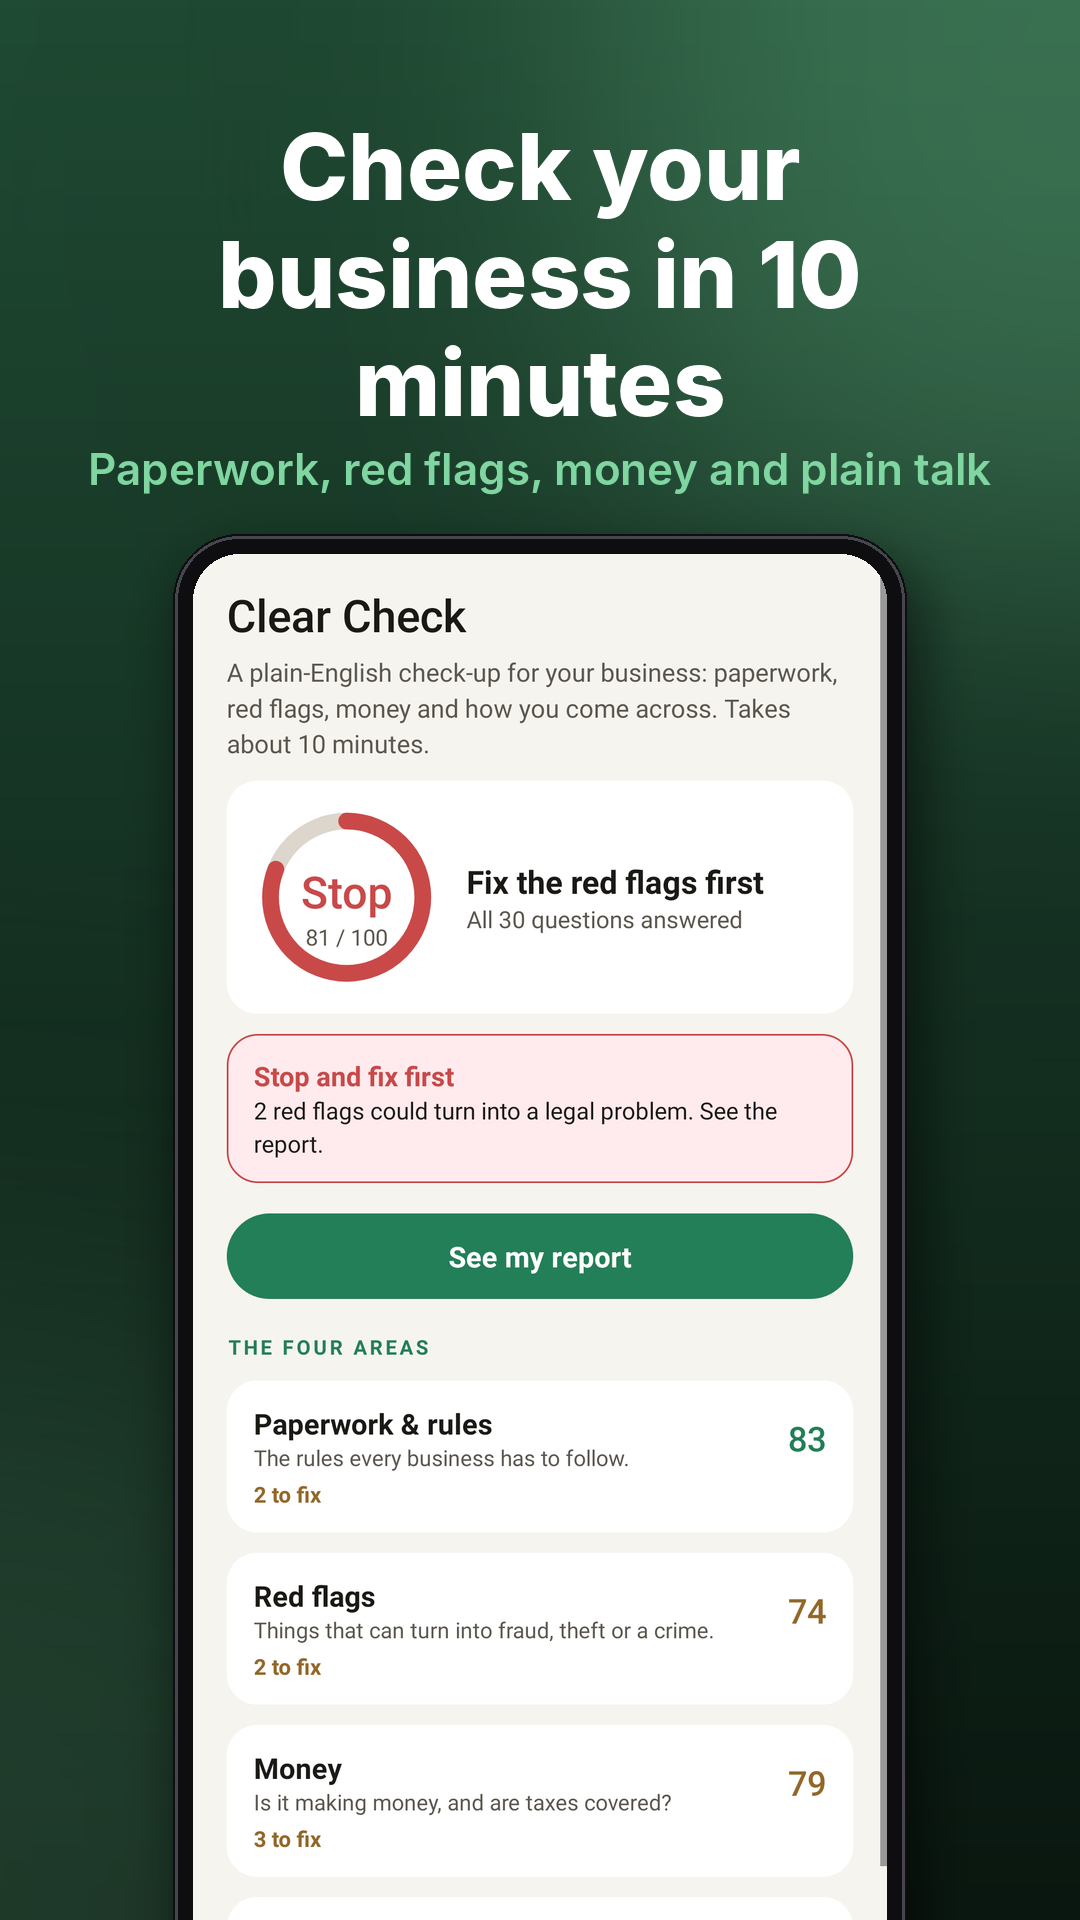 Check your
business in 10
minutes
Paperwork, red flags, money and plain talk
Clear Check
A plain-English check-up for your business: paperwork,
red flags, money and how you come across. Takes
about 10 minutes.
Stop
81 / 100
Fix the red flags first
All 30 questions answered
Stop and fix first
2 red flags could turn into a legal problem. See the
report.
See my report
THE FOUR AREAS
Paperwork & rules
83
The rules every business has to follow.
2 to fix
Red flags
74
Things that can turn into fraud, theft or a crime.
2 to fix
Money
79
Is it making money, and are taxes covered?
3 to fix